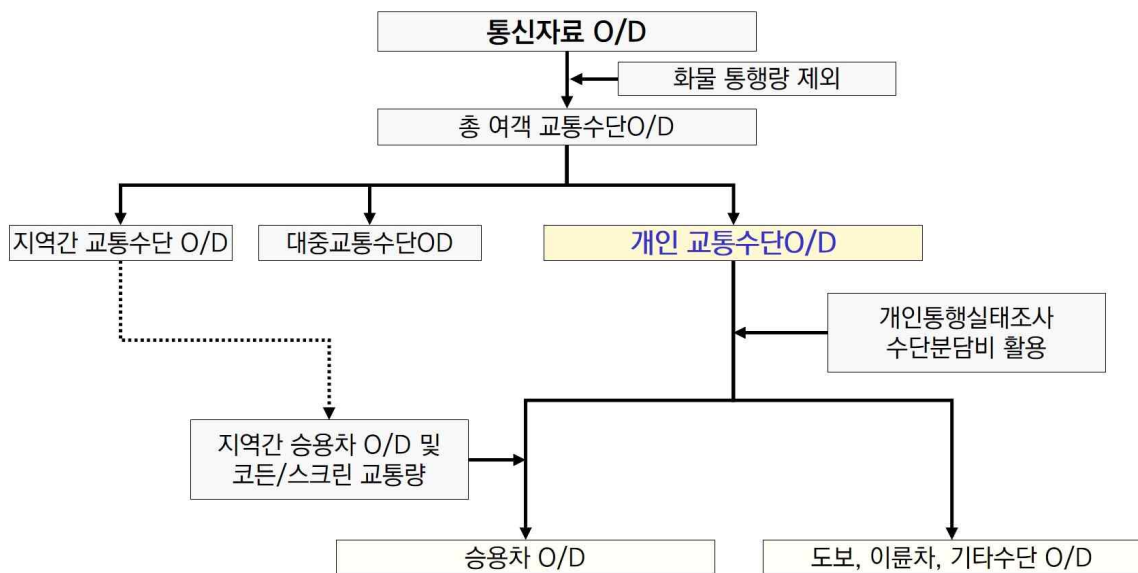 통신자료 O/D
화물 통행량 제외
총 여객 교통수단O/D
지역간 교통수단 O/D
대중교통수단OD
개인 교통수단O/D
개인통행실태조사
수단분담비 활용
지역간 승용차 O/D 및
코든/스크린 교통량
승용차 O/D
도보, 이륜차, 기타수단 O/D